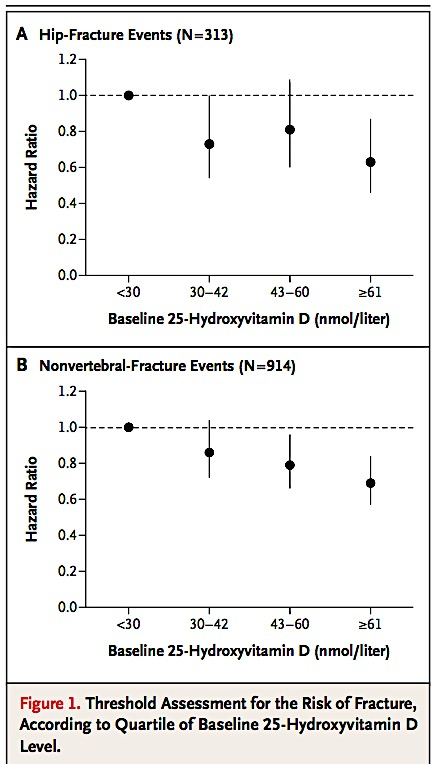 A Hip-Fracture Events (N=313)
1.2
1.0
0.8
0.6
0.4
0.2
0.0
Hazard Ratio
<30
30–42
43–60
≥61
Baseline 25-Hydroxyvitamin D (nmol/liter)
B Nonvertebral-Fracture Events (N=914)
1.2
1.0
0.8
0.6
0.4
0.2
0.0
Hazard Ratio
<30
30–42
43–60
≥61
Baseline 25-Hydroxyvitamin D (nmol/liter)
Figure 1. Threshold Assessment for the Risk of Fracture,
According to Quartile of Baseline 25-Hydroxyvitamin D
Level.